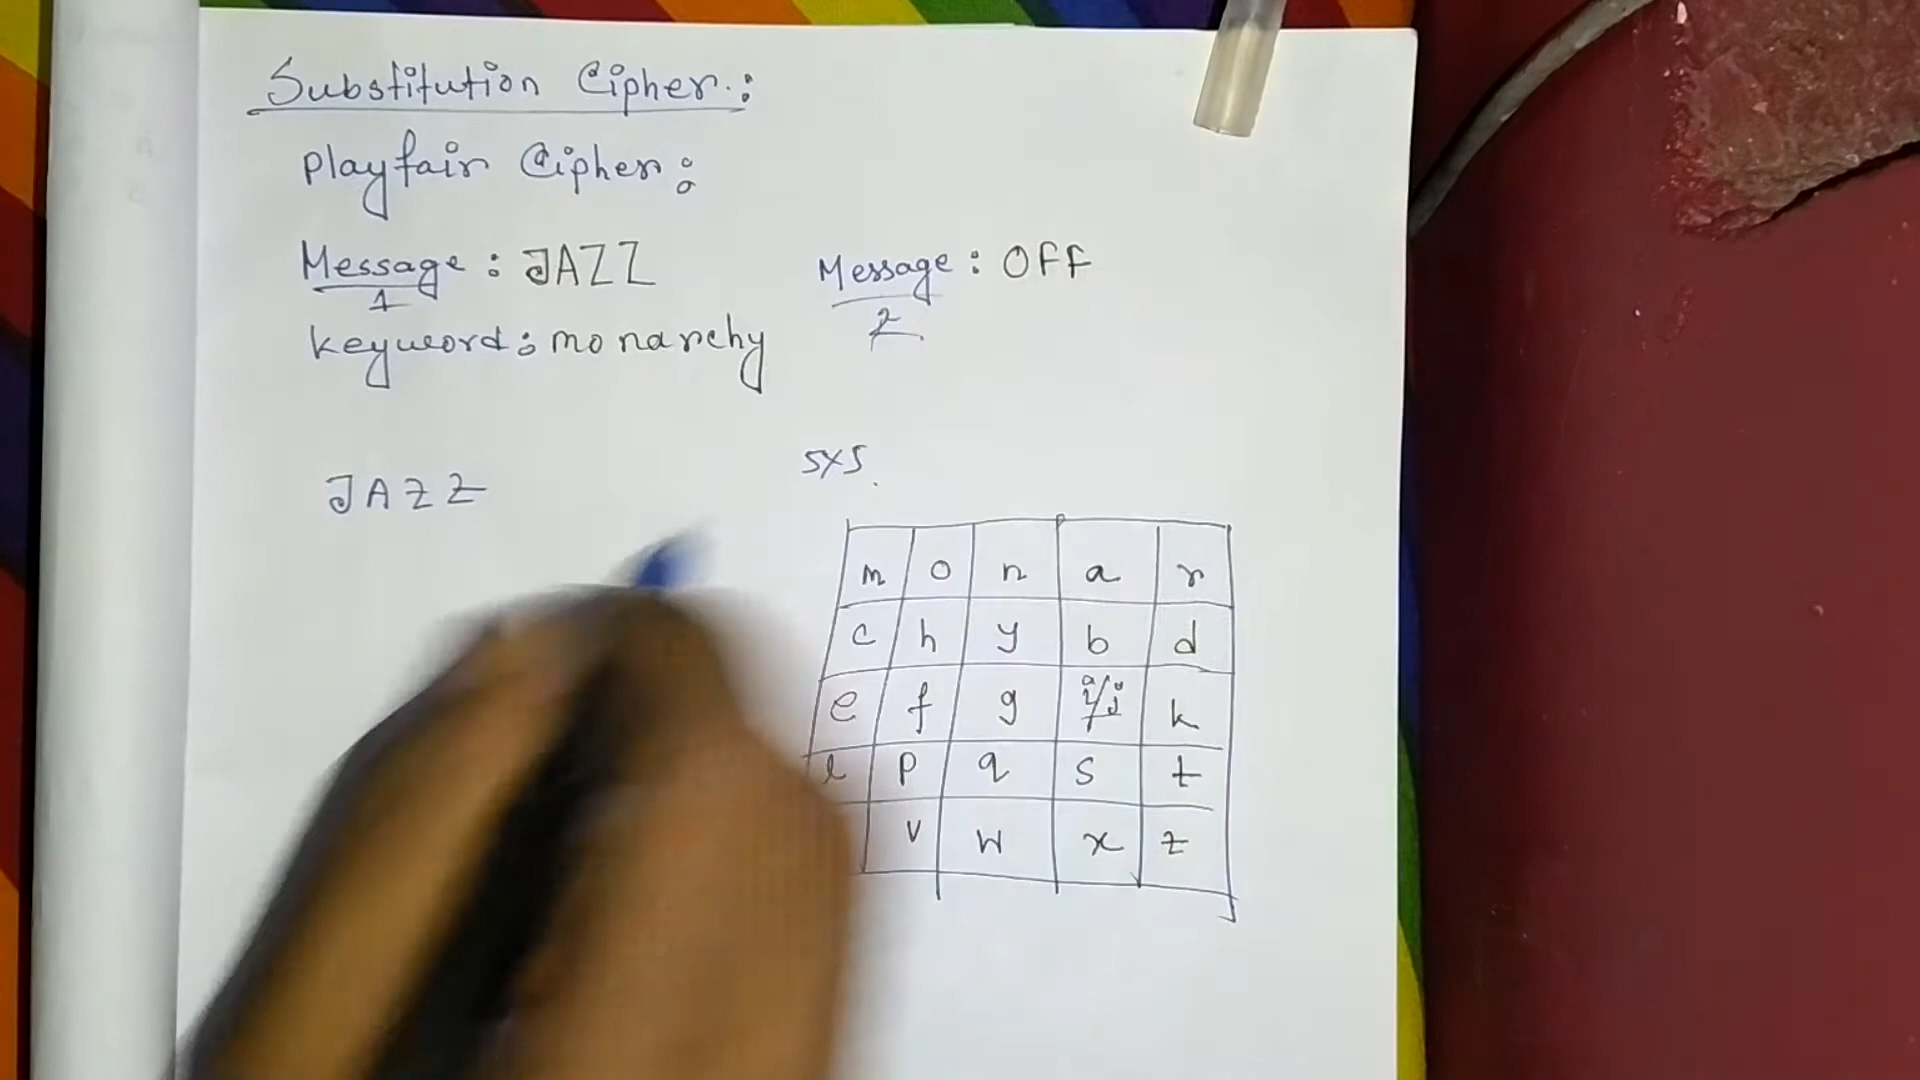 Substitution Cipher:
Playfair Cipher:
Message: JAZZ
1
Message: OFF
2
Keyword: monarchy
JAZZ
5x5
m o n a r
c h y b d
e f g i/j k
l p q s t
v w x z